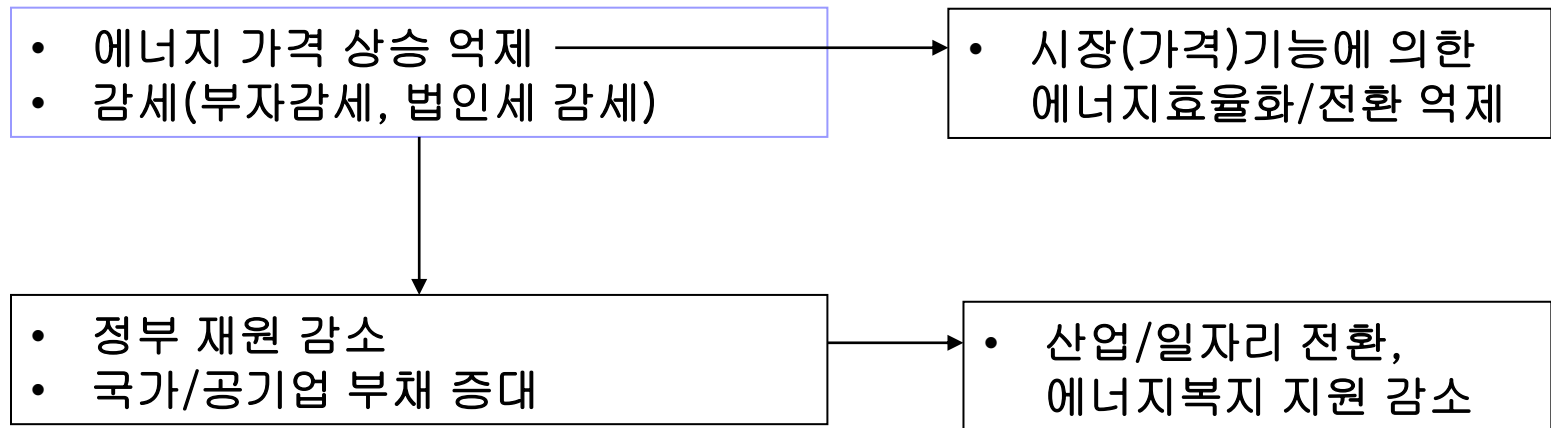 • 에너지 가격 상승 억제
• 감세(부자감세, 법인세 감세)
• 시장(가격)기능에 의한
에너지효율화/전환 억제
• 정부 재원 감소
• 국가/공기업 부채 증대
• 산업/일자리 전환,
에너지복지 지원 감소